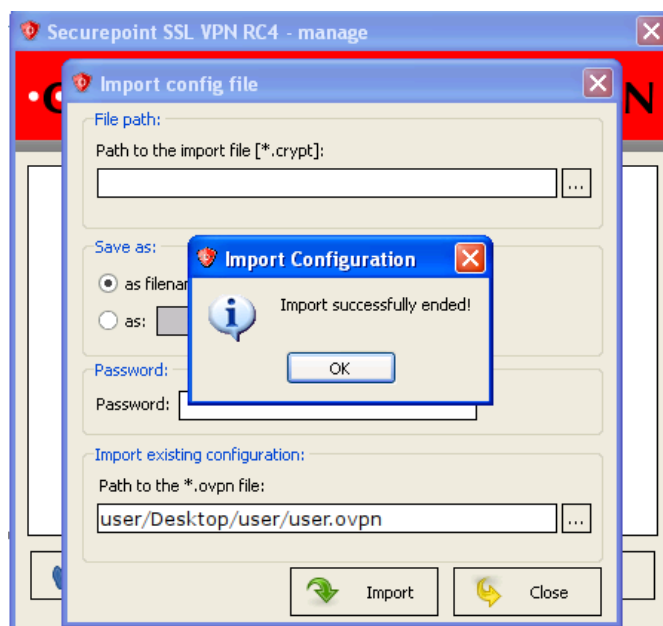 Securepoint SSL VPN RC4 - manage
Import config file
File path:
Path to the import file [*.crypt]:
...
Save as:
Import Configuration
as filenam
Import successfully ended!
as:
OK
Password:
Password:
Import existing configuration:
Path to the *.ovpn file:
user/Desktop/user/user.ovpn
...
Import
Close